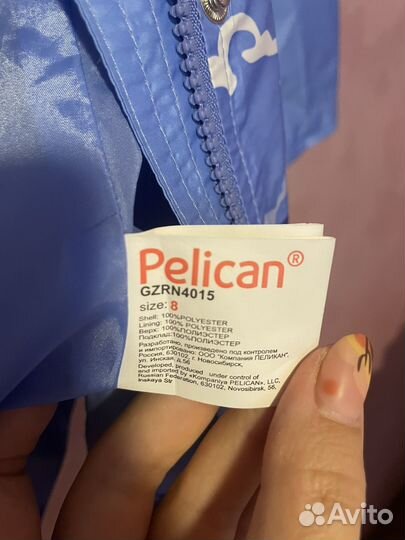 Pelican®
GZRN4015
size: 8
Shell: 100%POLYESTER
Lining: 100% POLYESTER
Верх: 100%ПОЛИЭСТЕР
Подклад: 100%ПОЛИЭСТЕР
Разработано, произведено под контролем
и импортировано: ООО "Компания ПЕЛИКАН",
Россия, 630102, г. Новосибирск,
ул. Инская, д.56
Developed, produced under control of
and imported by «Kompaniya PELICAN», LLC,
Russian Federation, 630102, Novosibirsk, 56,
Inskaya Str
Avito